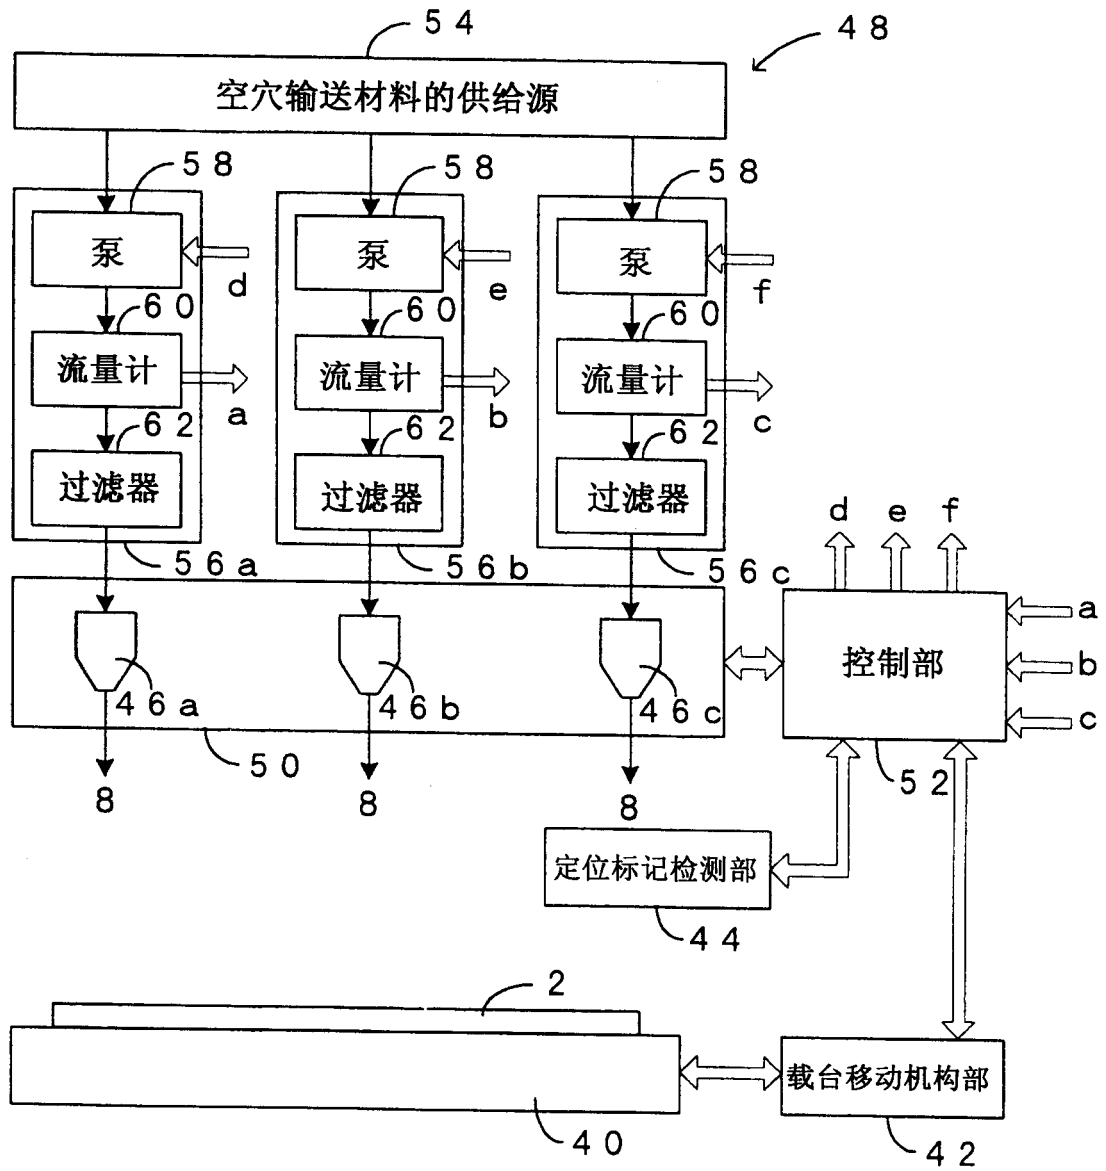 54
48
空穴输送材料的供给源
58
58
58
泵
泵
泵
d
e
f
60
60
60
流量计
流量计
流量计
a
b
c
62
62
62
过滤器
过滤器
过滤器
d
e
f
56a
56b
56c
a
控制部
b
c
46a
46b
46c
50
52
8
8
8
定位标记检测部
44
2
载台移动机构部
40
42